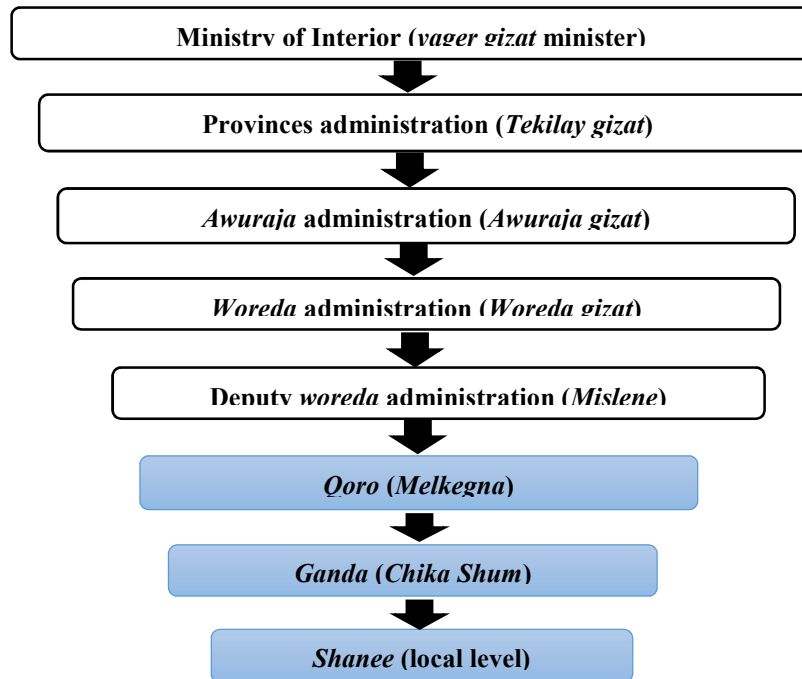 Ministry of Interior (yager gizat minister)
Provinces administration (Tekilay gizat)
Awuraja administration (Awuraja gizat)
Woreda administration (Woreda gizat)
Deputy woreda administration (Mislene)
Qoro (Melkegna)
Ganda (Chika Shum)
Shanee (local level)